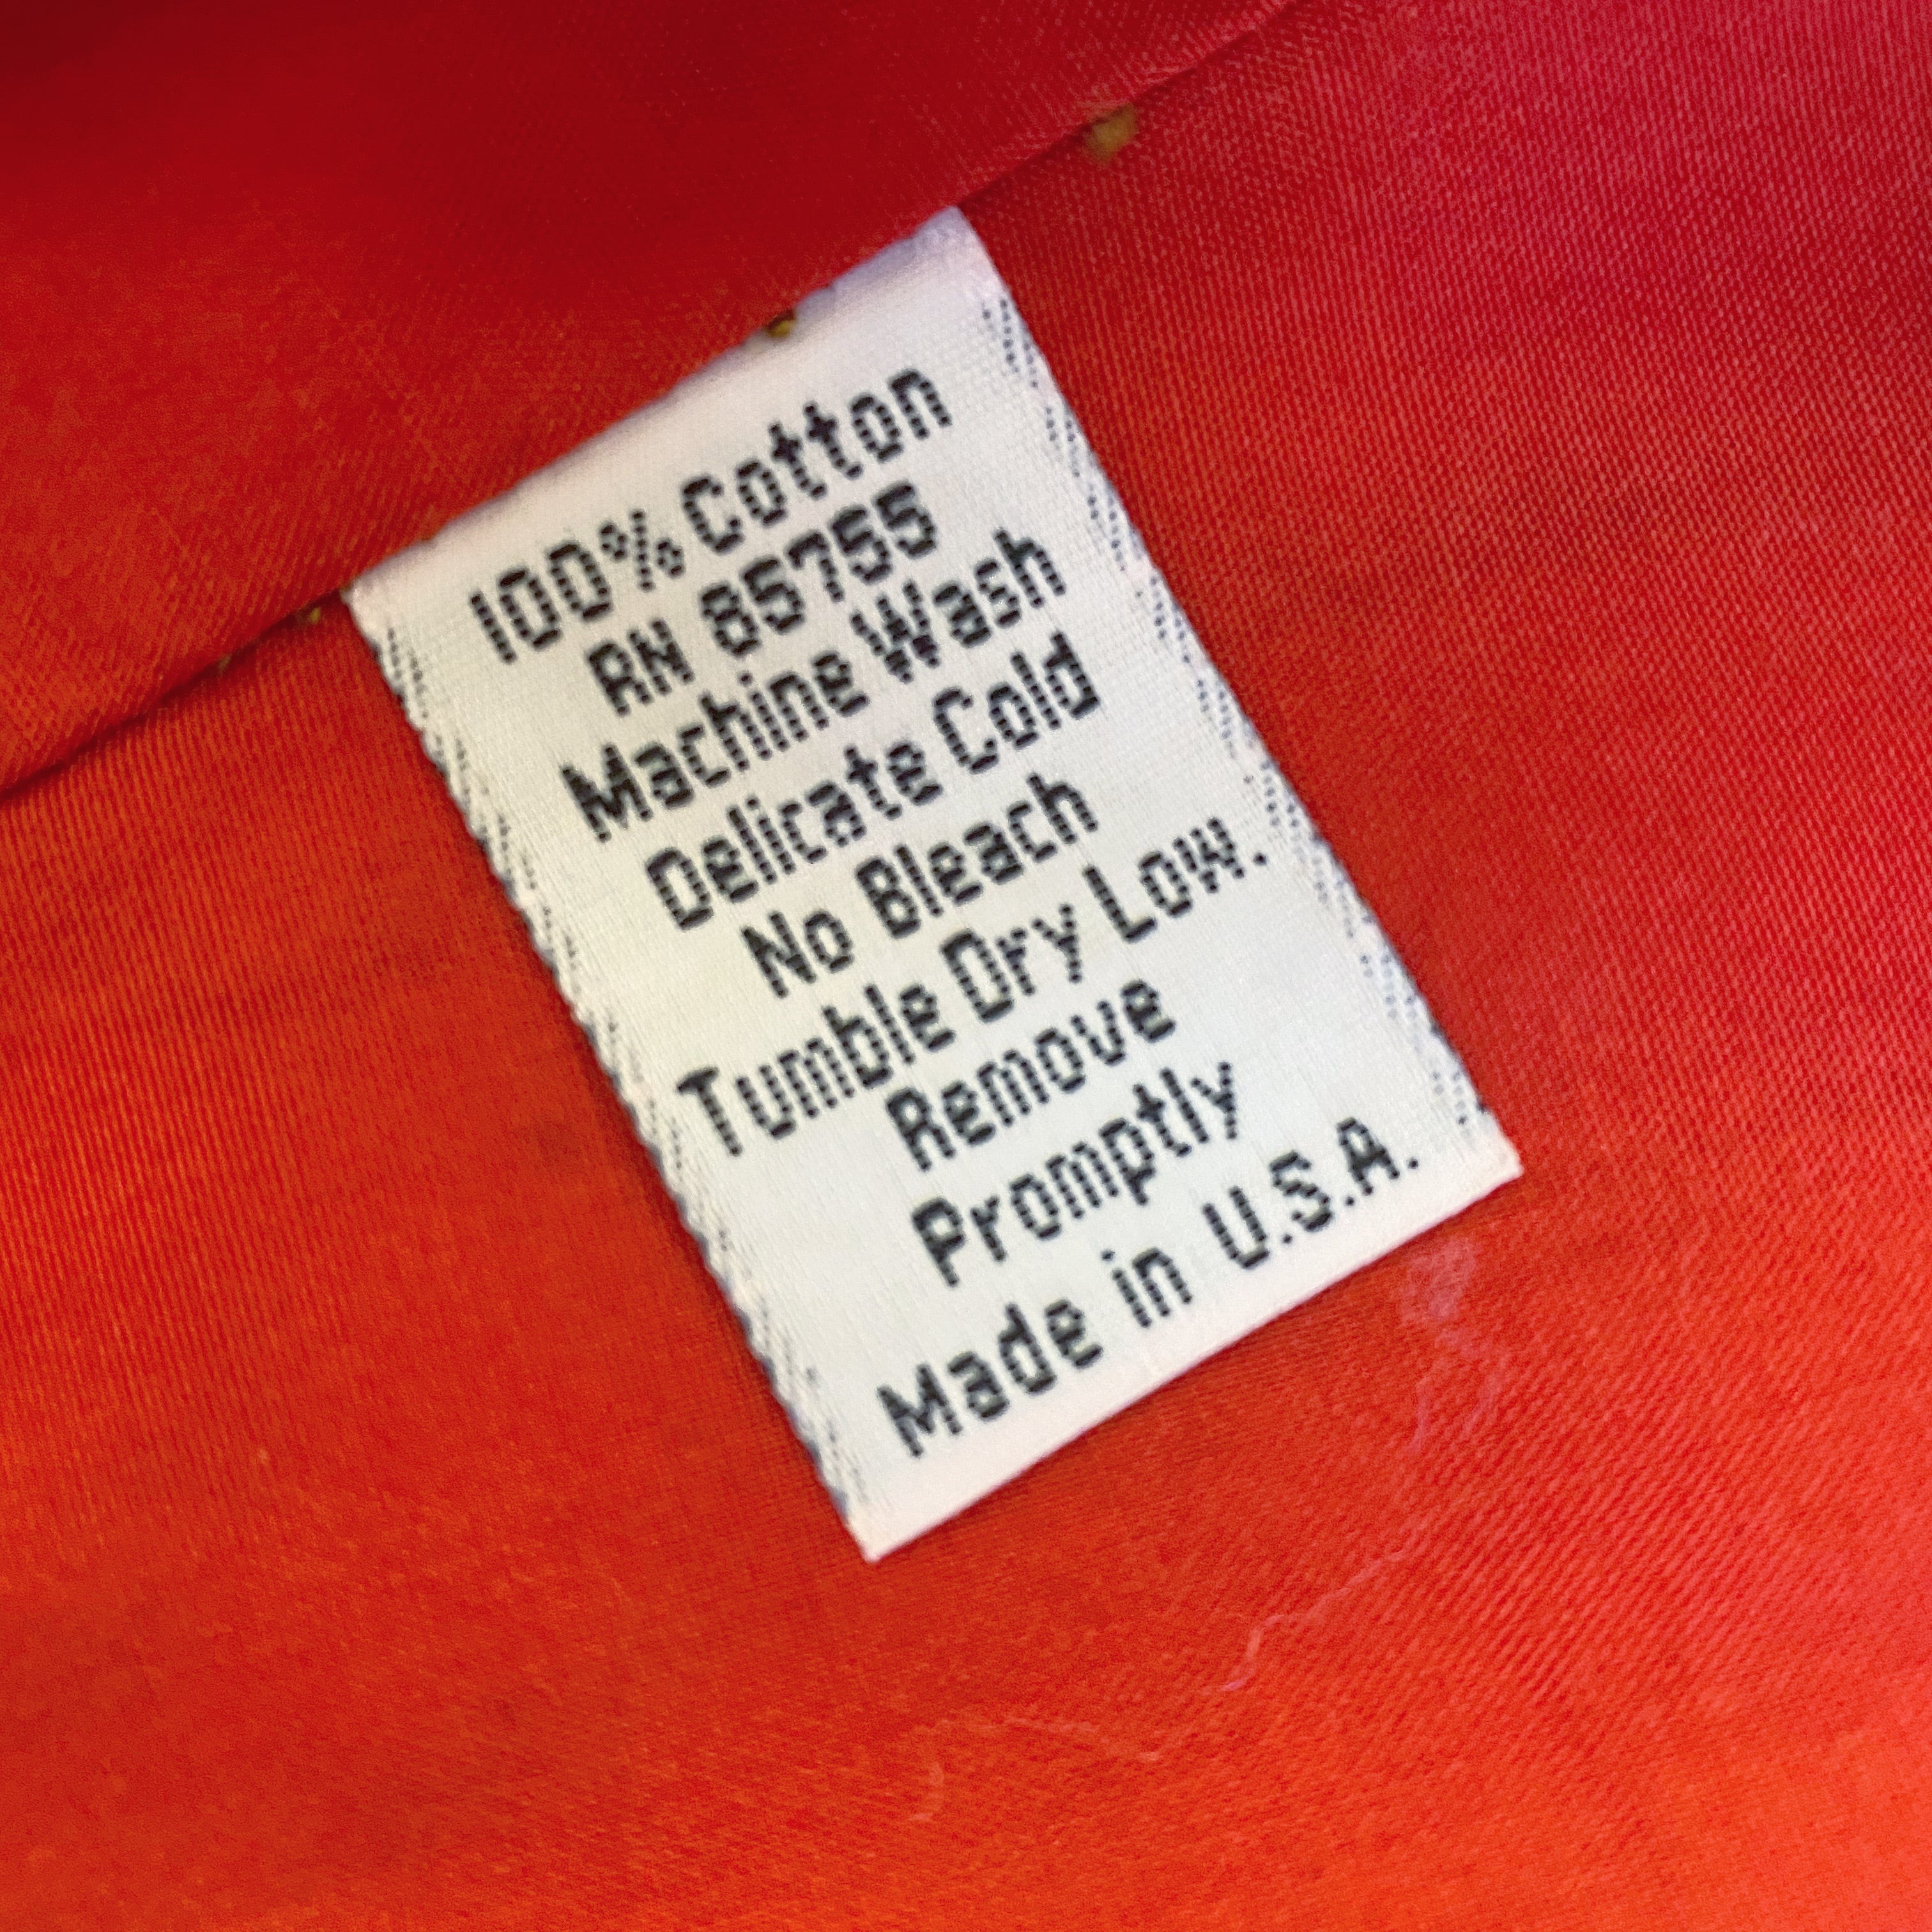 100% Cotton
RN 85755
Machine Wash
Delicate Cold
No Bleach
Tumble Dry Low.
Remove
Promptly
Made in U.S.A.